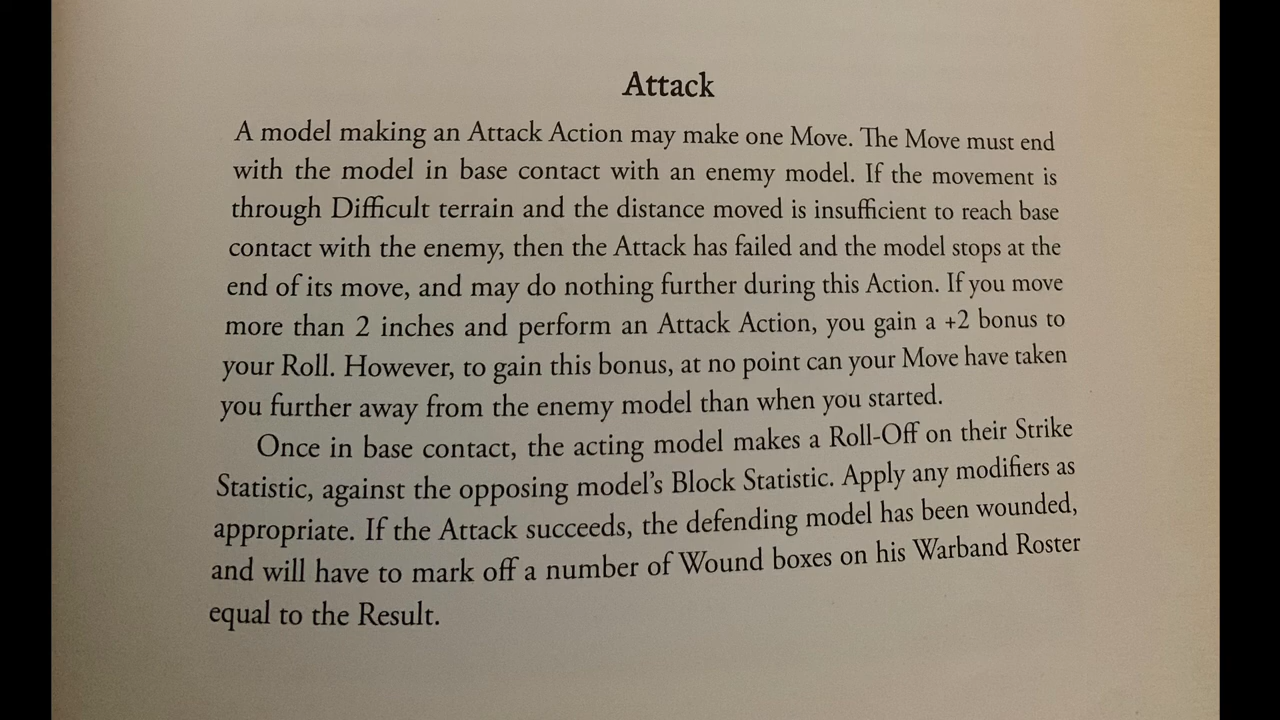 Attack
A model making an Attack Action may make one Move. The Move must end
with the model in base contact with an enemy model. If the movement is
through Difficult terrain and the distance moved is insufficient to reach base
contact with the enemy, then the Attack has failed and the model stops at the
end of its move, and may do nothing further during this Action. If you move
more than 2 inches and perform an Attack Action, you gain a +2 bonus to
your Roll. However, to gain this bonus, at no point can your Move have taken
you further away from the enemy model than when you started.
Once in base contact, the acting model makes a Roll-Off on their Strike
Statistic, against the opposing model's Block Statistic. Apply any modifiers as
appropriate. If the Attack succeeds, the defending model has been wounded,
and will have to mark off a number of Wound boxes on his Warband Roster
equal to the Result.